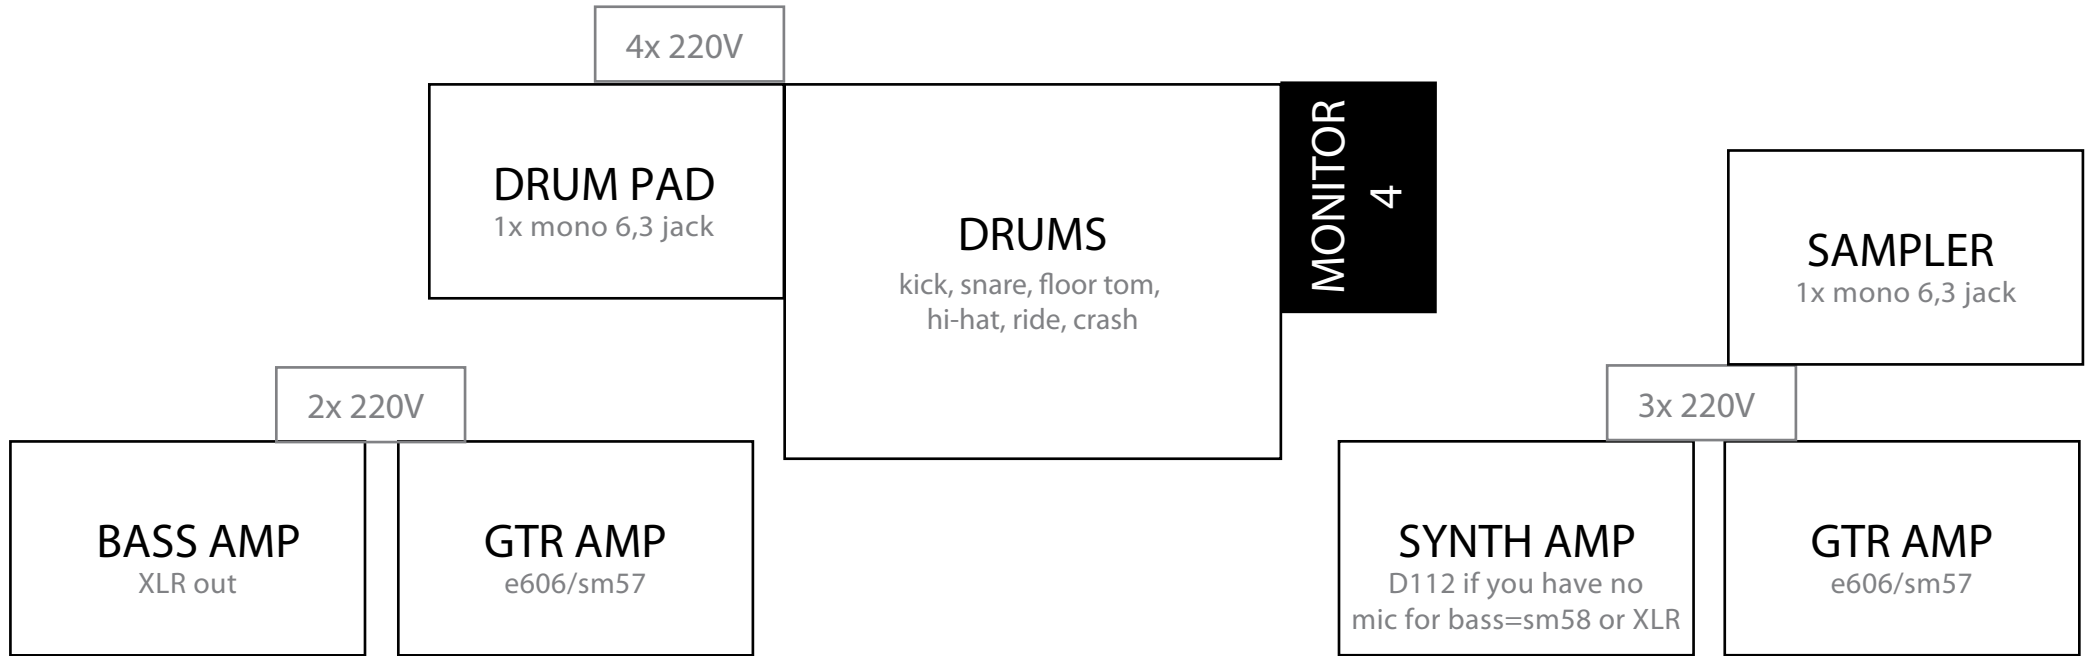 4x 220V
DRUM PAD
1x mono 6,3 jack
DRUMS
kick, snare, floor tom,
hi-hat, ride, crash
MONITOR
4
SAMPLER
1x mono 6,3 jack
2x 220V
3x 220V
BASS AMP
XLR out
GTR AMP
e606/sm57
SYNTH AMP
D112 if you have no
mic for bass=sm58 or XLR
GTR AMP
e606/sm57